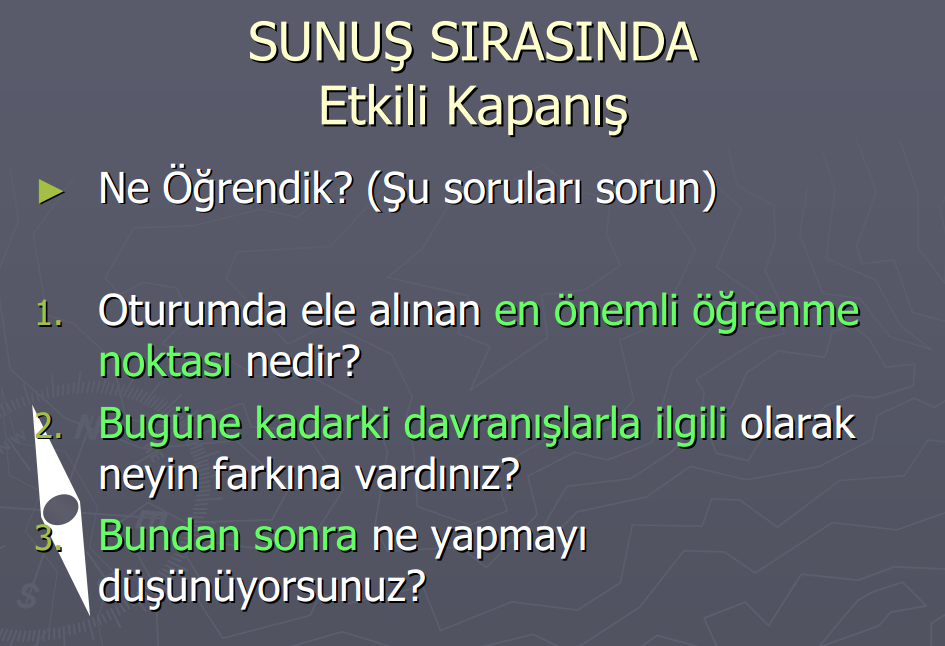 SUNUŞ SIRASINDA
Etkili Kapanış
► Ne Öğrendik? (Şu soruları sorun)
1. Oturumda ele alınan en önemli öğrenme
noktası nedir?
2. Bugüne kadarki davranışlarla ilgili olarak
neyin farkına vardınız?
3. Bundan sonra ne yapmayı
düşünüyorsunuz?
N
S